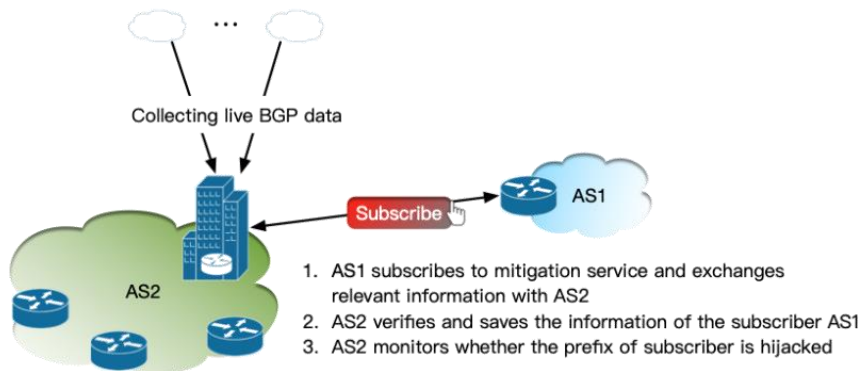 ...
Collecting live BGP data
Subscribe
AS1
AS2
1. AS1 subscribes to mitigation service and exchanges
relevant information with AS2
2. AS2 verifies and saves the information of the subscriber AS1
3. AS2 monitors whether the prefix of subscriber is hijacked